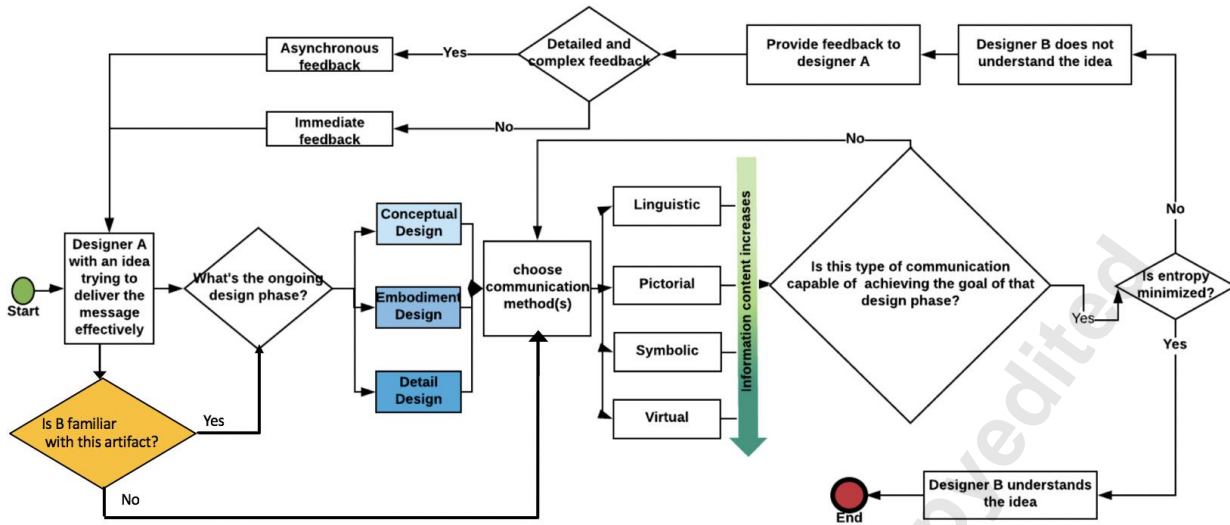 Asynchronous
feedback
Yes
Detailed and
complex feedback
Provide feedback to
designer A
Designer B does not
understand the idea
Immediate
feedback
No
No
No
Start
Designer A
with an idea
trying to
deliver the
message
effectively
What's the ongoing
design phase?
Conceptual
Design
Embodiment
Design
Detail
Design
choose
communication
method(s)
Linguistic
Pictorial
Symbolic
Virtual
Information content increases
Is this type of communication
capable of achieving the goal of that
design phase?
Yes
Is entropy
minimized?
Yes
Is B familiar
with this artifact?
Yes
No
Designer B understands
the idea
End
pyedited